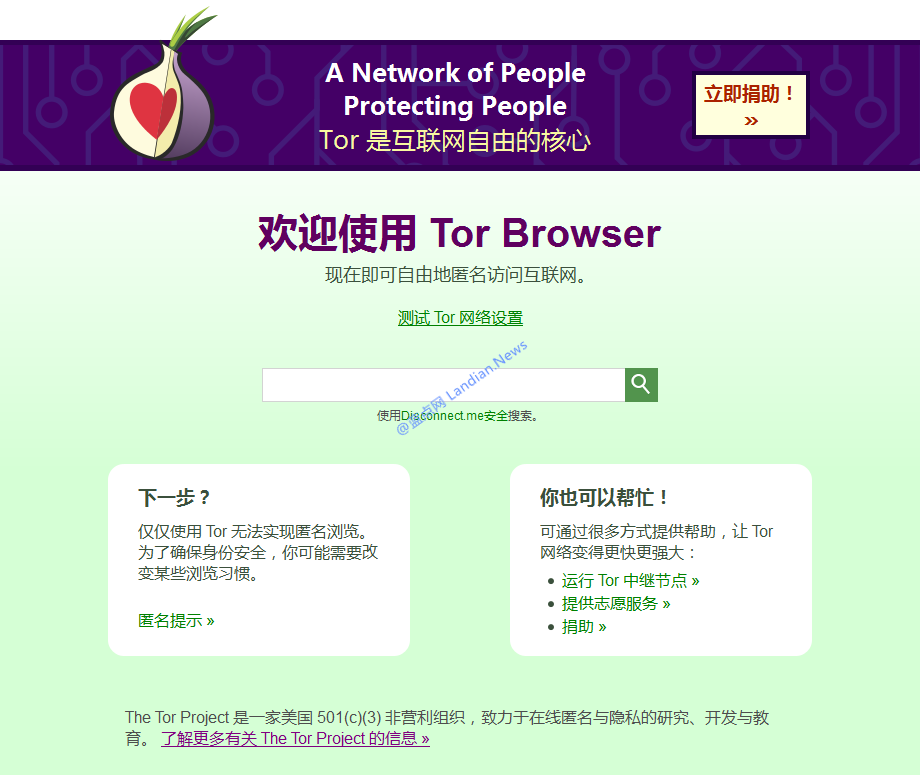 A Network of People
Protecting People
Tor 是互联网自由的核心
立即捐助！
»
欢迎使用 Tor Browser
现在即可自由地匿名访问互联网。
测试 Tor 网络设置
@蓝点网 Landian.News
使用Disconnect.me安全搜索。
下一步？
仅仅使用 Tor 无法实现匿名浏览。
为了确保身份安全，你可能需要改
变某些浏览习惯。
匿名提示 »
你也可以帮忙！
可通过很多方式提供帮助，让 Tor
网络变得更快更强大：
• 运行 Tor 中继节点 »
• 提供志愿服务 »
• 捐助 »
The Tor Project 是一家美国 501(c)(3) 非营利组织，致力于在线匿名与隐私的研究、开发与教
育。 了解更多有关 The Tor Project 的信息 »